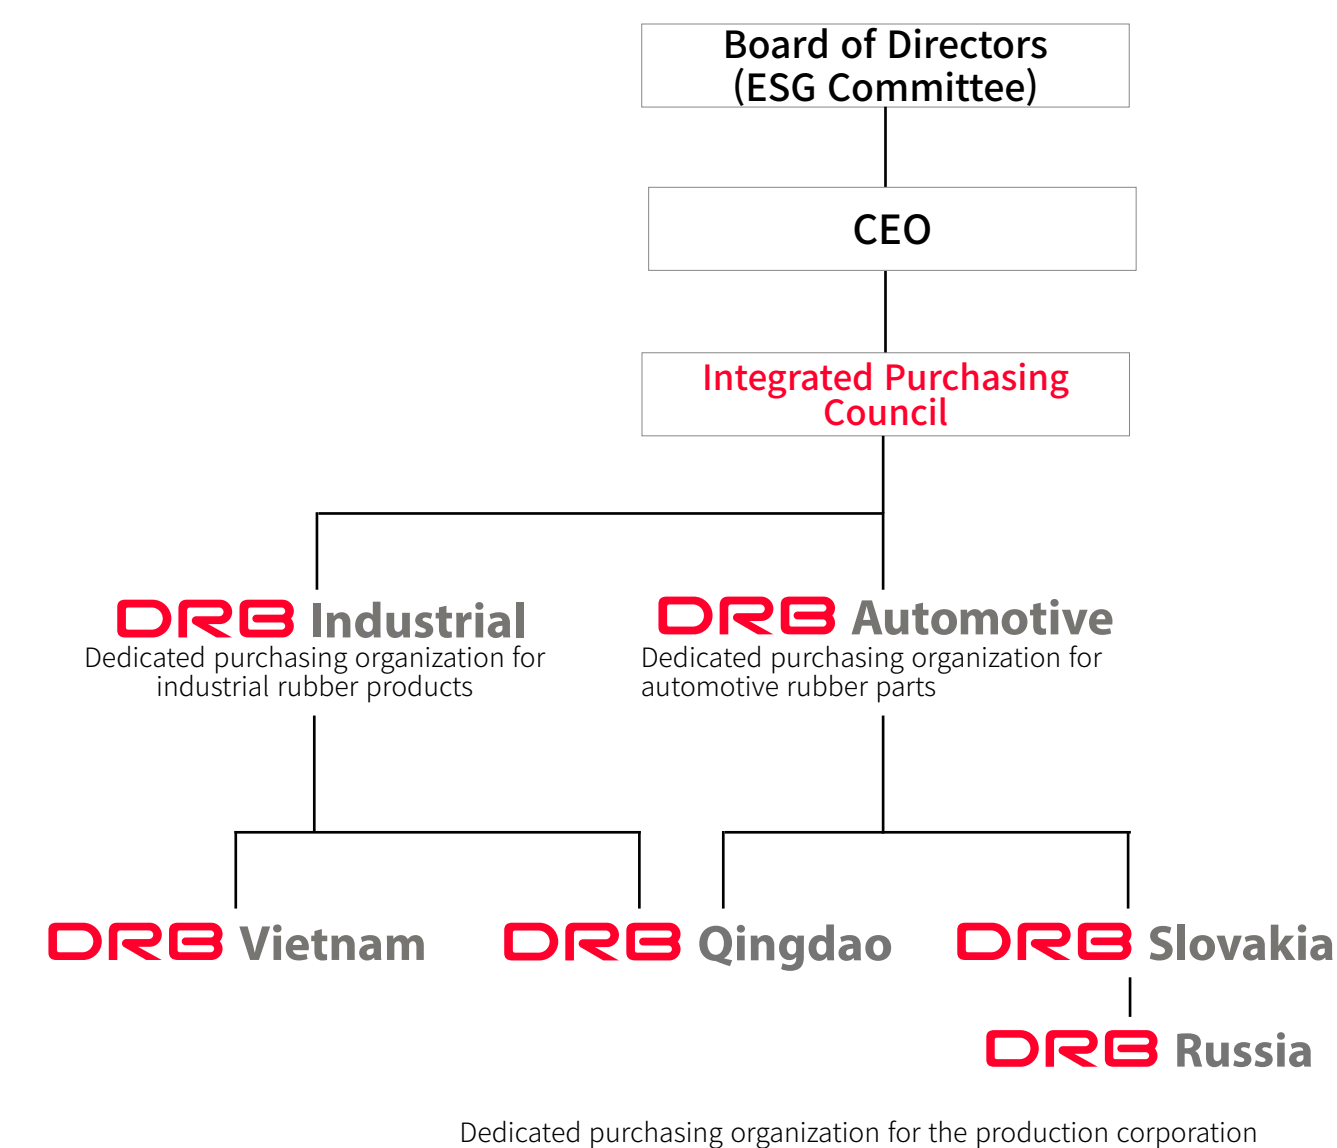 Board of Directors
(ESG Committee)
CEO
Integrated Purchasing
Council
DRB Industrial
Dedicated purchasing organization for
industrial rubber products
DRB Automotive
Dedicated purchasing organization for
automotive rubber parts
DRB Vietnam
DRB Qingdao
DRB Slovakia
DRB Russia
Dedicated purchasing organization for the production corporation